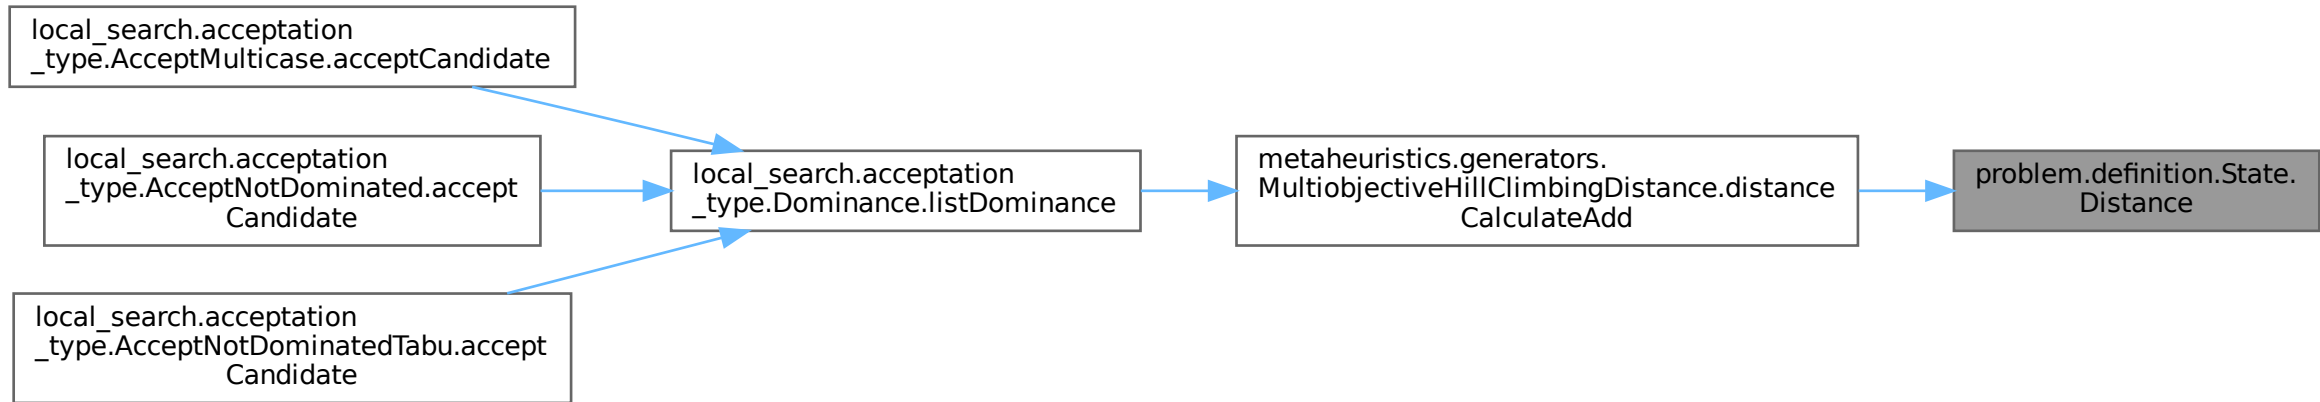 local_search.acceptation
_type.AcceptMulticase.acceptCandidate
local_search.acceptation
_type.AcceptNotDominated.accept
Candidate
local_search.acceptation
_type.AcceptNotDominatedTabu.accept
Candidate
local_search.acceptation
_type.Dominance.listDominance
metaheuristics.generators.
MultiobjectiveHillClimbingDistance.distance
CalculateAdd
problem.definition.State.
Distance